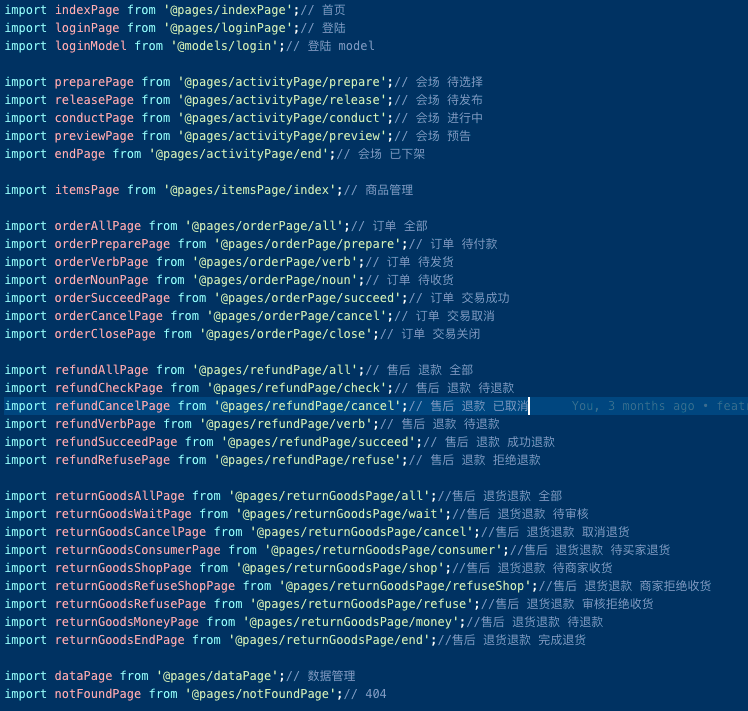 import indexPage from '@pages/indexPage';// 首页
import loginPage from '@pages/loginPage';// 登陆
import loginModel from '@models/login';// 登陆 model
import preparePage from '@pages/activityPage/prepare';// 会场 待选择
import releasePage from '@pages/activityPage/release';// 会场 待发布
import conductPage from '@pages/activityPage/conduct';// 会场 进行中
import previewPage from '@pages/activityPage/preview';// 会场 预告
import endPage from '@pages/activityPage/end';// 会场 已下架
import itemsPage from '@pages/itemsPage/index';// 商品管理
import orderAllPage from '@pages/orderPage/all';// 订单 全部
import orderPreparePage from '@pages/orderPage/prepare';// 订单 待付款
import orderVerbPage from '@pages/orderPage/verb';// 订单 待发货
import orderNounPage from '@pages/orderPage/noun';// 订单 待收货
import orderSucceedPage from '@pages/orderPage/succeed';// 订单 交易成功
import orderCancelPage from '@pages/orderPage/cancel';// 订单 交易取消
import orderClosePage from '@pages/orderPage/close';// 订单 交易关闭
import refundAllPage from '@pages/refundPage/all';// 售后 退款 全部
import refundCheckPage from '@pages/refundPage/check';// 售后 退款 待退款
import refundCancelPage from '@pages/refundPage/cancel';// 售后 退款 已取消 You, 3 months ago • feat
import refundVerbPage from '@pages/refundPage/verb';// 售后 退款 待退款
import refundSucceedPage from '@pages/refundPage/succeed';// 售后 退款 成功退款
import refundRefusePage from '@pages/refundPage/refuse';// 售后 退款 拒绝退款
import returnGoodsAllPage from '@pages/returnGoodsPage/all';//售后 退货退款 全部
import returnGoodsWaitPage from '@pages/returnGoodsPage/wait';//售后 退货退款 待审核
import returnGoodsCancelPage from '@pages/returnGoodsPage/cancel';//售后 退货退款 取消退货
import returnGoodsConsumerPage from '@pages/returnGoodsPage/consumer';//售后 退货退款 待买家退货
import returnGoodsShopPage from '@pages/returnGoodsPage/shop';//售后 退货退款 待商家收货
import returnGoodsRefuseShopPage from '@pages/returnGoodsPage/refuseShop';//售后 退货退款 商家拒绝收货
import returnGoodsRefusePage from '@pages/returnGoodsPage/refuse';//售后 退货退款 审核拒绝收货
import returnGoodsMoneyPage from '@pages/returnGoodsPage/money';//售后 退货退款 待退款
import returnGoodsEndPage from '@pages/returnGoodsPage/end';//售后 退货退款 完成退货
import dataPage from '@pages/dataPage';// 数据管理
import notFoundPage from '@pages/notFoundPage';// 404